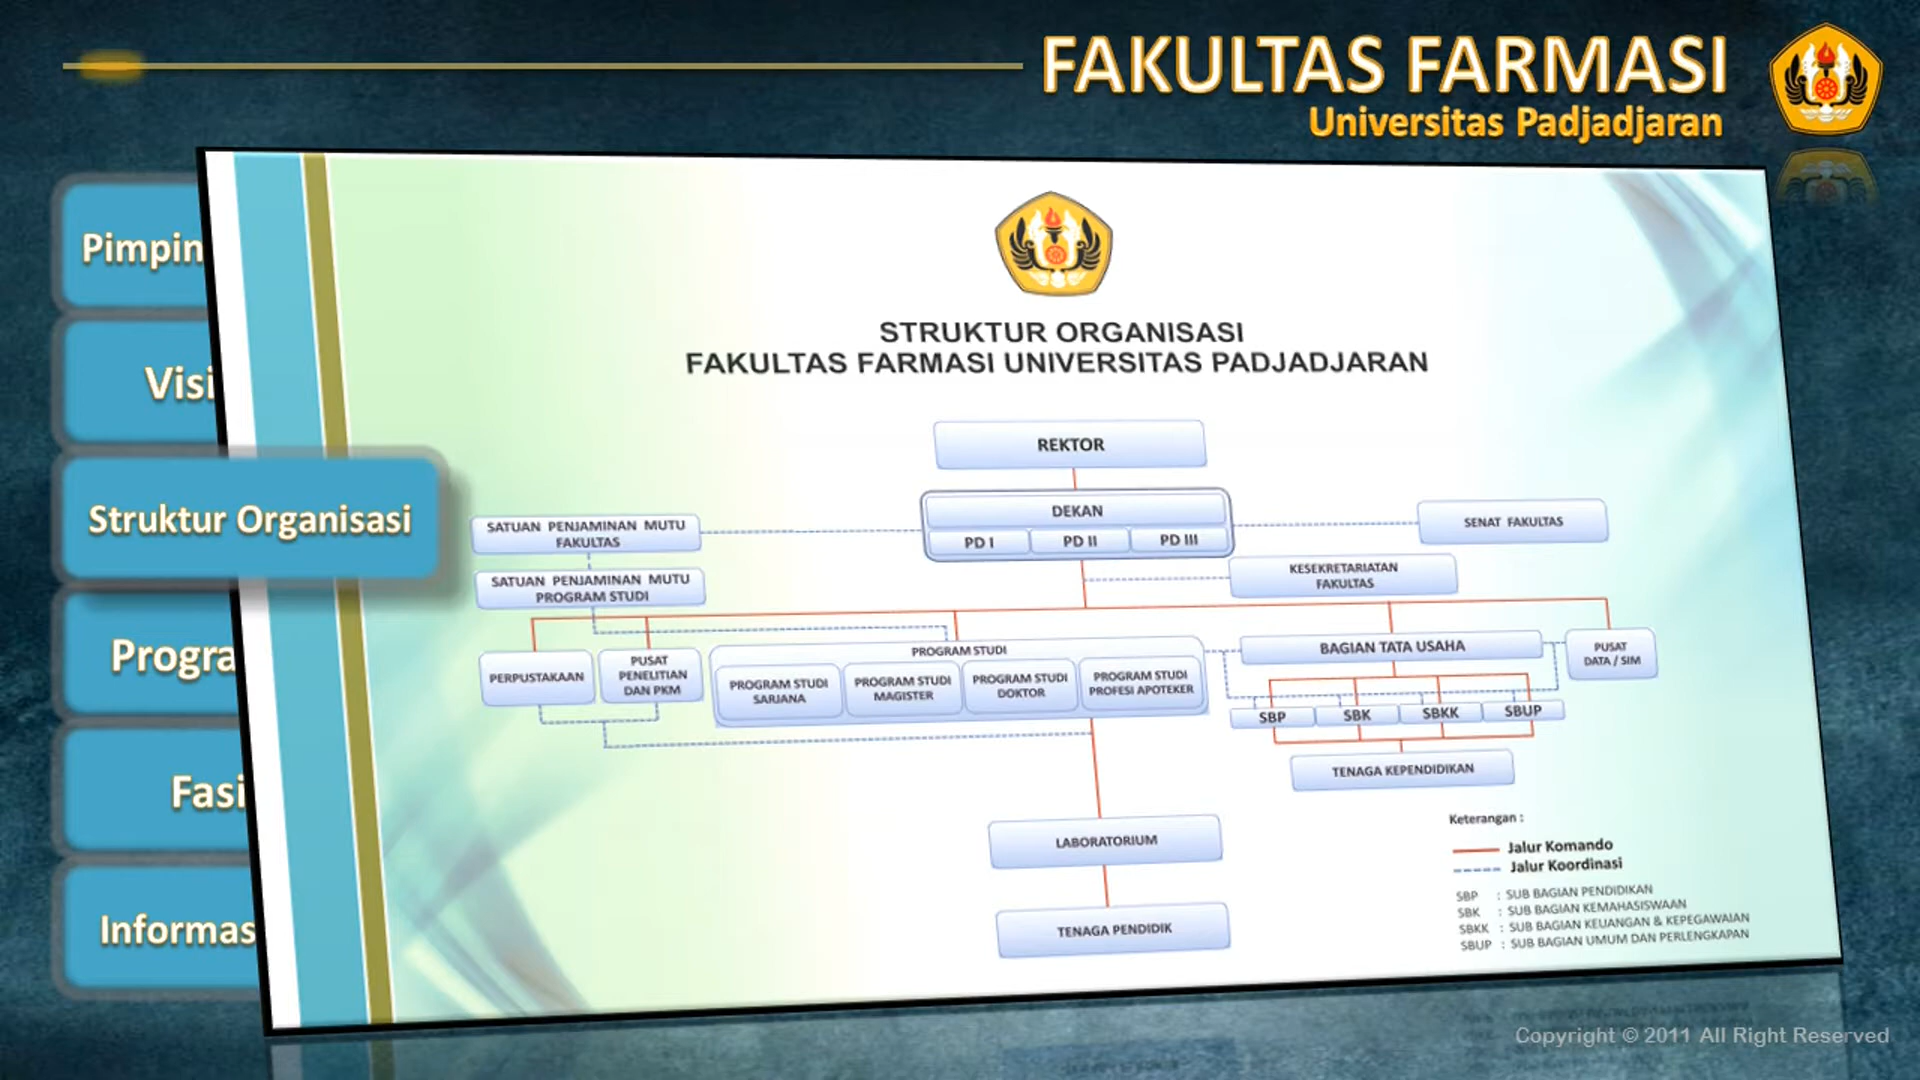 FAKULTAS FARMASI
Universitas Padjadjaran
Pimpin
Visi
Struktur Organisasi
Progra
Fasi
Informas
STRUKTUR ORGANISASI
FAKULTAS FARMASI UNIVERSITAS PADJADJARAN
REKTOR
DEKAN
PD I
PD II
PD III
SATUAN PENJAMINAN MUTU
FAKULTAS
SENAT FAKULTAS
SATUAN PENJAMINAN MUTU
PROGRAM STUDI
KESEKRETARIATAN
FAKULTAS
PERPUSTAKAAN
PUSAT
PENELITIAN
DAN PKM
PROGRAM STUDI
PROGRAM STUDI
SARJANA
PROGRAM STUDI
MAGISTER
PROGRAM STUDI
DOKTOR
PROGRAM STUDI
PROFESI APOTEKER
BAGIAN TATA USAHA
PUSAT
DATA / SIM
SBP
SBK
SBKK
SBUP
TENAGA KEPENDIDIKAN
LABORATORIUM
TENAGA PENDIDIK
Keterangan :
Jalur Komando
Jalur Koordinasi
SBP : SUB BAGIAN PENDIDIKAN
SBK : SUB BAGIAN KEMAHASISWAAN
SBKK : SUB BAGIAN KEUANGAN & KEPEGAWAIAN
SBUP : SUB BAGIAN UMUM DAN PERLENGKAPAN
Copyright © 2011 All Right Reserved